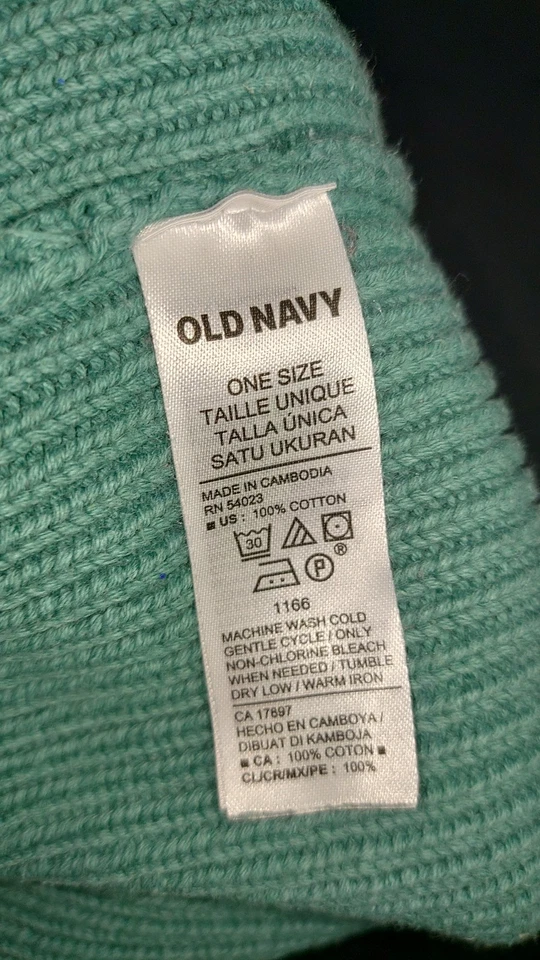 OLD NAVY
ONE SIZE
TAILLE UNIQUE
TALLA ÚNICA
SATU UKURAN
MADE IN CAMBODIA
RN 54023
■ US : 100% COTTON
30
P ®
1166
MACHINE WASH COLD
GENTLE CYCLE / ONLY
NON-CHLORINE BLEACH
WHEN NEEDED / TUMBLE
DRY LOW / WARM IRON
CA 17897
HECHO EN CAMBOYA /
DIBUAT DI KAMBOJA
■ CA : 100% COTON ■
CL/CR/MX/PE : 100%